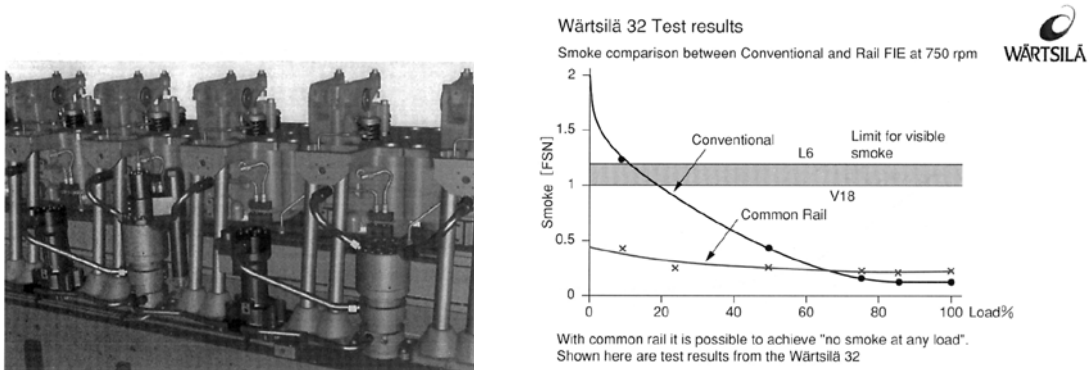 Wärtsilä 32 Test results
Smoke comparison between Conventional and Rail FIE at 750 rpm
WÄRTSILÄ
2
1.5
1
0.5
0
Smoke [FSN]
Conventional
L6
Limit for visible
smoke
V18
Common Rail
0 20 40 60 80 100 Load%
With common rail it is possible to achieve "no smoke at any load".
Shown here are test results from the Wärtsilä 32